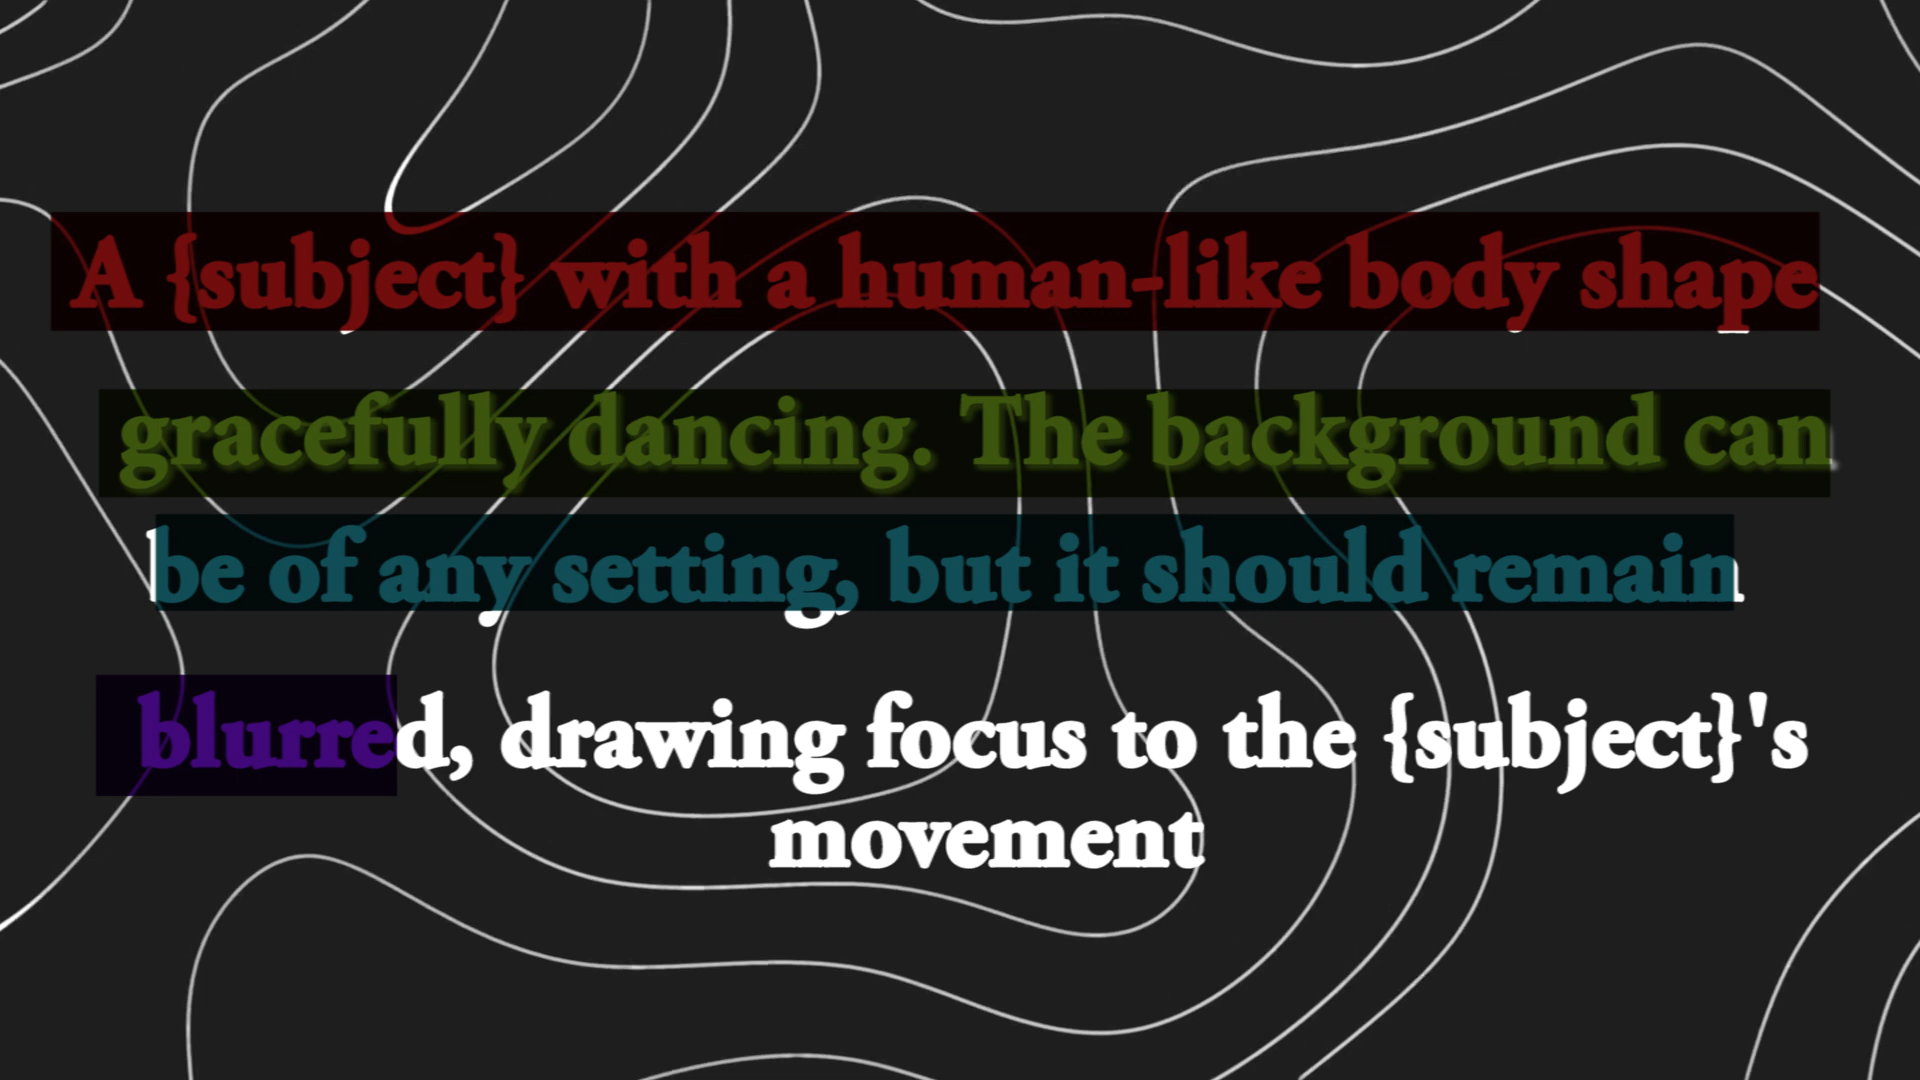 A {subject} with a human-like body shape
gracefully dancing. The background can
be of any setting, but it should remain
blurred, drawing focus to the {subject}'s
movement